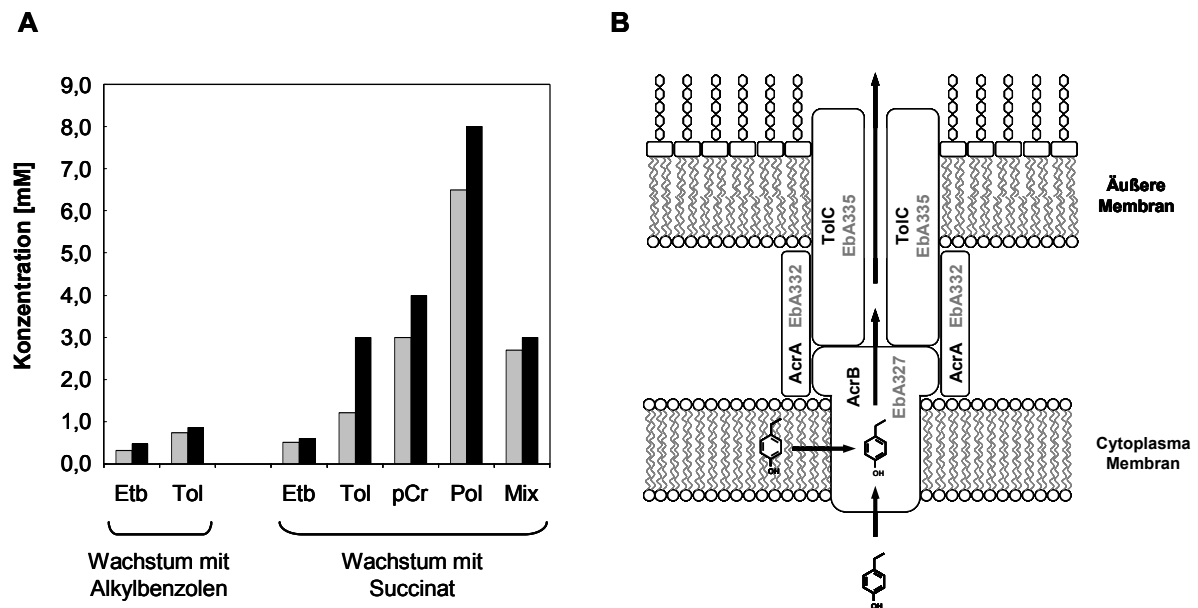 A
Konzentration [mM]
9,0
8,0
7,0
6,0
5,0
4,0
3,0
2,0
1,0
0,0
Etb Tol Etb Tol pCr Pol Mix
Wachstum mit
Alkylbenzolen
Wachstum mit
Succinat
B
TolC
EbA335
TolC
EbA335
Äußere
Membran
AcrA EbA332
AcrB
EbA327
AcrA EbA332
Cytoplasma
Membran
OH
OH
OH